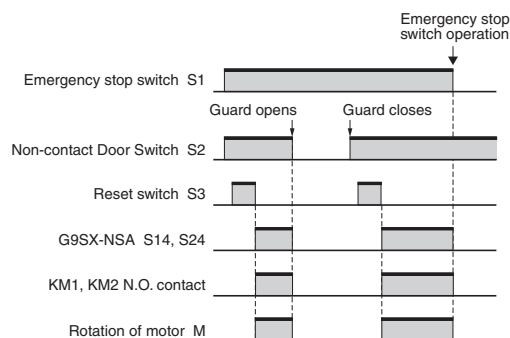 Emergency stop
switch operation
Emergency stop switch S1
Guard opens
Guard closes
Non-contact Door Switch S2
Reset switch S3
G9SX-NSA S14, S24
KM1, KM2 N.O. contact
Rotation of motor M